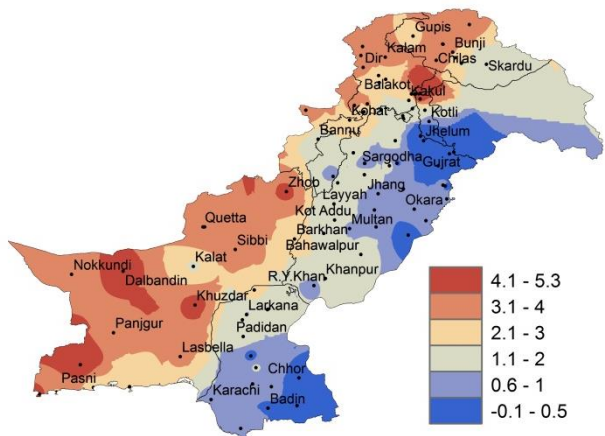 Gupis
Kalam
Bunji
Dir
Chilas
Skardu
Balakot
Kakul
Kohat
Kotli
Bannu
Jhelum
Sargodha
Gujrat
Zhob
Layyah
Jhang
Kot Addu
Okara
Quetta
Barkhan
Multan
Sibbi
Bahawalpur
Kalat
Nokkundi
R.Y.Khan
Khanpur
Dalbandin
4.1 - 5.3
Khuzdar
Larkana
3.1 - 4
Panjgur
Padidan
2.1 - 3
Lasbella
1.1 - 2
Pasni
Chhor
0.6 - 1
Karachi
Badin
-0.1 - 0.5